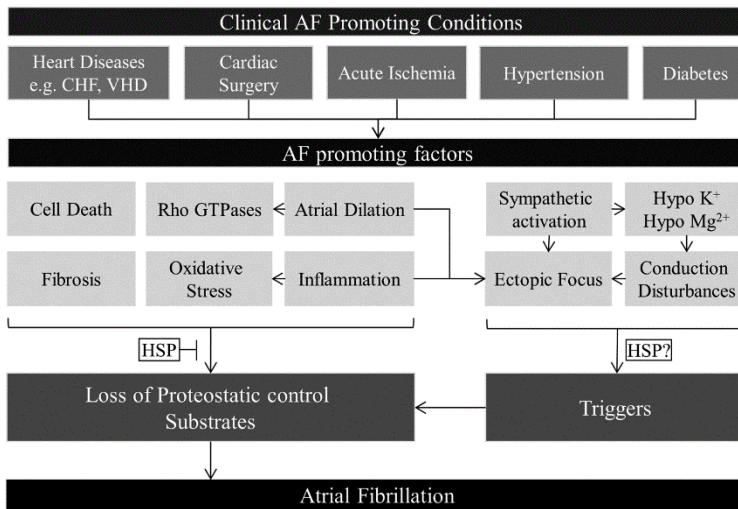 Clinical AF Promoting Conditions
Heart Diseases
e.g. CHF, VHD
Cardiac
Surgery
Acute Ischemia
Hypertension
Diabetes
AF promoting factors
Cell Death
Rho GTPases
Atrial Dilation
Sympathetic
activation
Hypo K⁺
Hypo Mg²⁺
Fibrosis
Oxidative
Stress
Inflammation
Ectopic Focus
Conduction
Disturbances
HSP
HSP?
Loss of Proteostatic control
Substrates
Triggers
Atrial Fibrillation